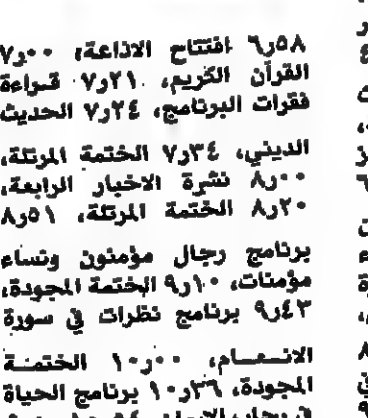 ٦٫٥٨ افتتاح الاذاعة، ٧٫٠٠
القرآن الكريم، ٧٫٢١ قراءة
فقرات البرنامج، ٧٫٢٤ الحديث
الديني، ٧٫٣٤ الختمة المرتلة،
٨٫٠٠ نشرة الاخبار الرابعة،
٨٫٢٠ الختمة المرتلة، ٨٫٥١
برنامج رجال مؤمنون ونساء
مؤمنات، ٩٫١٠ الختمة المجودة،
٩٫٤٣ برنامج نظرات في سورة
الانعام، ١٠٫٠٠ الختمة
المجودة، ١٠٫٣٦ برنامج الحياة